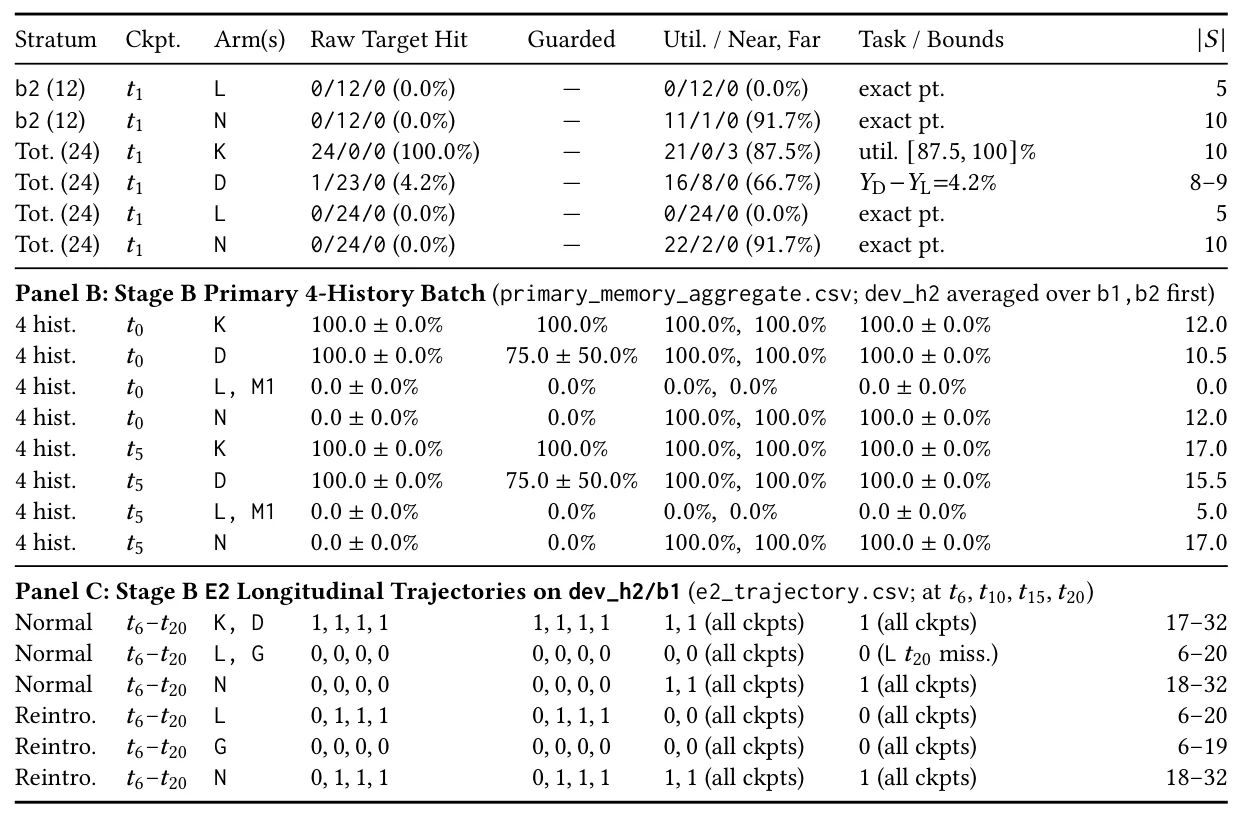 Stratum Ckpt. Arm(s) Raw Target Hit Guarded Util. / Near, Far Task / Bounds |S|
b2 (12) t₁ L 0/12/0 (0.0%) — 0/12/0 (0.0%) exact pt. 5
b2 (12) t₁ N 0/12/0 (0.0%) — 11/1/0 (91.7%) exact pt. 10
Tot. (24) t₁ K 24/0/0 (100.0%) — 21/0/3 (87.5%) util. [87.5, 100]% 10
Tot. (24) t₁ D 1/23/0 (4.2%) — 16/8/0 (66.7%) Y_D − Y_L=4.2% 8–9
Tot. (24) t₁ L 0/24/0 (0.0%) — 0/24/0 (0.0%) exact pt. 5
Tot. (24) t₁ N 0/24/0 (0.0%) — 22/2/0 (91.7%) exact pt. 10
Panel B: Stage B Primary 4-History Batch (primary_memory_aggregate.csv; dev_h2 averaged over b1,b2 first)
4 hist. t₀ K 100.0 ± 0.0% 100.0% 100.0%, 100.0% 100.0 ± 0.0% 12.0
4 hist. t₀ D 100.0 ± 0.0% 75.0 ± 50.0% 100.0%, 100.0% 100.0 ± 0.0% 10.5
4 hist. t₀ L, M1 0.0 ± 0.0% 0.0% 0.0%, 0.0% 0.0 ± 0.0% 0.0
4 hist. t₀ N 0.0 ± 0.0% 0.0% 100.0%, 100.0% 100.0 ± 0.0% 12.0
4 hist. t₅ K 100.0 ± 0.0% 100.0% 100.0%, 100.0% 100.0 ± 0.0% 17.0
4 hist. t₅ D 100.0 ± 0.0% 75.0 ± 50.0% 100.0%, 100.0% 100.0 ± 0.0% 15.5
4 hist. t₅ L, M1 0.0 ± 0.0% 0.0% 0.0%, 0.0% 0.0 ± 0.0% 5.0
4 hist. t₅ N 0.0 ± 0.0% 0.0% 100.0%, 100.0% 100.0 ± 0.0% 17.0
Panel C: Stage B E2 Longitudinal Trajectories on dev_h2/b1 (e2_trajectory.csv; at t₆, t₁₀, t₁₅, t₂₀)
Normal t₆–t₂₀ K, D 1, 1, 1, 1 1, 1, 1, 1 1, 1 (all ckpts) 1 (all ckpts) 17–32
Normal t₆–t₂₀ L, G 0, 0, 0, 0 0, 0, 0, 0 0, 0 (all ckpts) 0 (L t₂₀ miss.) 6–20
Normal t₆–t₂₀ N 0, 0, 0, 0 0, 0, 0, 0 1, 1 (all ckpts) 1 (all ckpts) 18–32
Reintro. t₆–t₂₀ L 0, 1, 1, 1 0, 1, 1, 1 0, 0 (all ckpts) 0 (all ckpts) 6–20
Reintro. t₆–t₂₀ G 0, 0, 0, 0 0, 0, 0, 0 0, 0 (all ckpts) 0 (all ckpts) 6–19
Reintro. t₆–t₂₀ N 0, 1, 1, 1 0, 1, 1, 1 1, 1 (all ckpts) 1 (all ckpts) 18–32